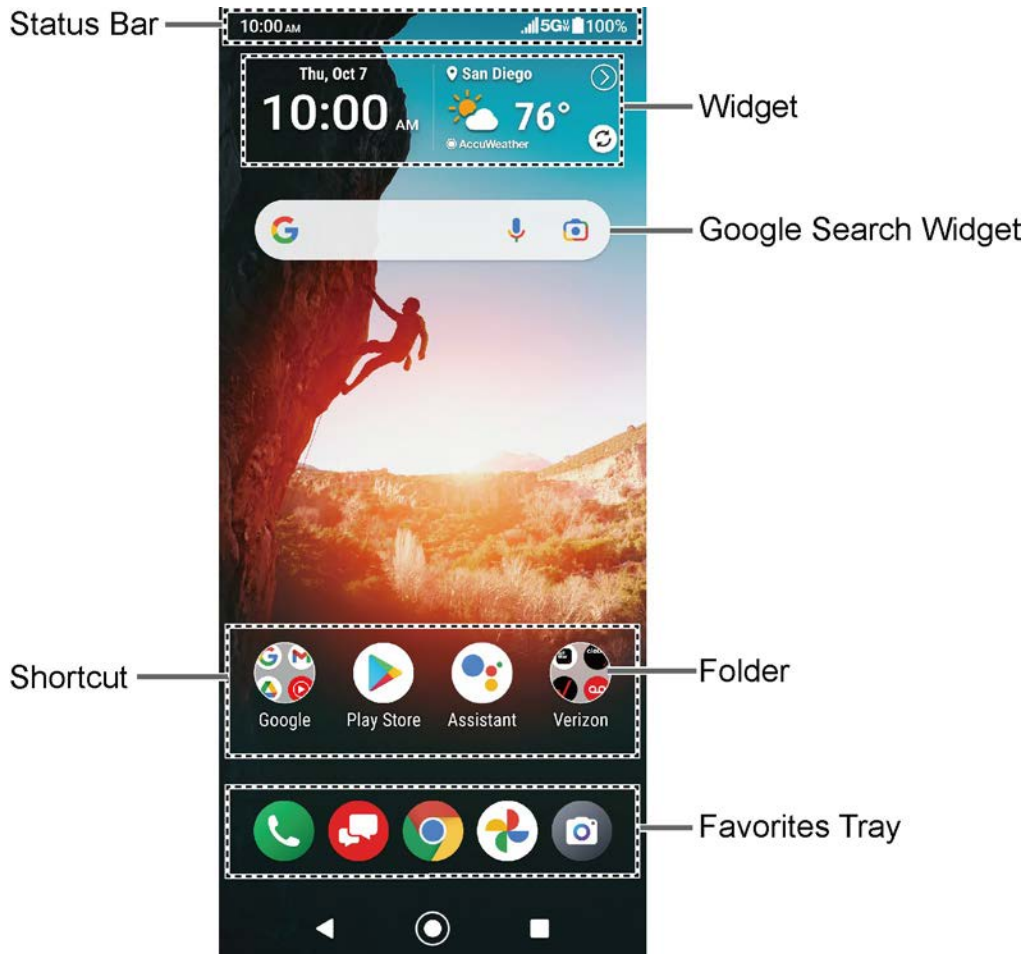 Status Bar
10:00 AM
5G UW 100%
Thu, Oct 7
10:00 AM
San Diego
76°
AccuWeather
Widget
G
Google Search Widget
Shortcut
Folder
Google Play Store Assistant Verizon
Favorites Tray